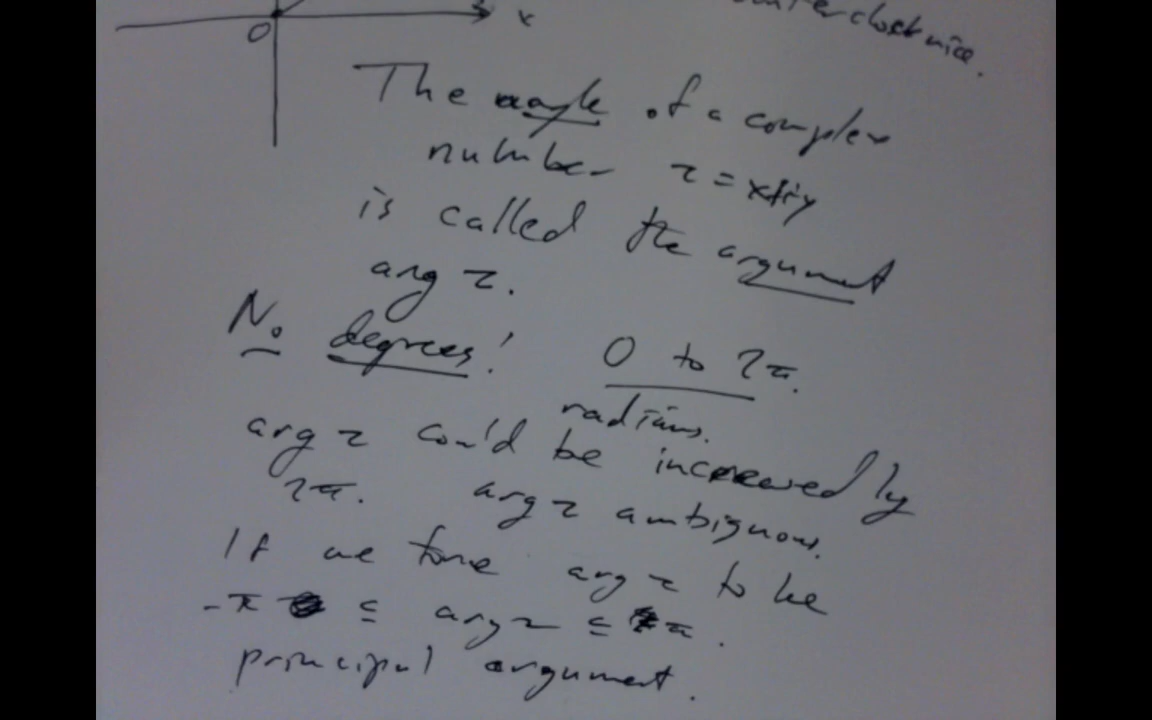 x
counterclockwise.
O
The angle of a complex
number z = x+iy
is called the argument
arg z.
No degrees! 0 to 2π.
radians.
arg z could be increased by
2π. arg z ambiguous.
If we force arg z to be
-π ≤ arg z ≤ π.
principal argument.